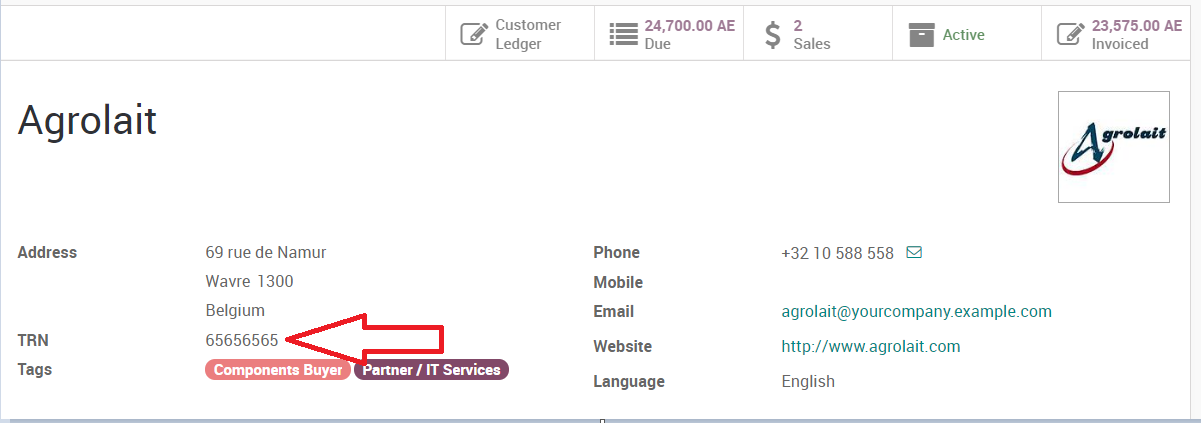 Customer
Ledger
24,700.00 AE
Due
2
Sales
Active
23,575.00 AE
Invoiced
Agrolait
Agrolait
Address 69 rue de Namur
Wavre 1300
Belgium
TRN 65656565
Tags Components Buyer Partner / IT Services
Phone +32 10 588 558
Mobile
Email agrolait@yourcompany.example.com
Website http://www.agrolait.com
Language English